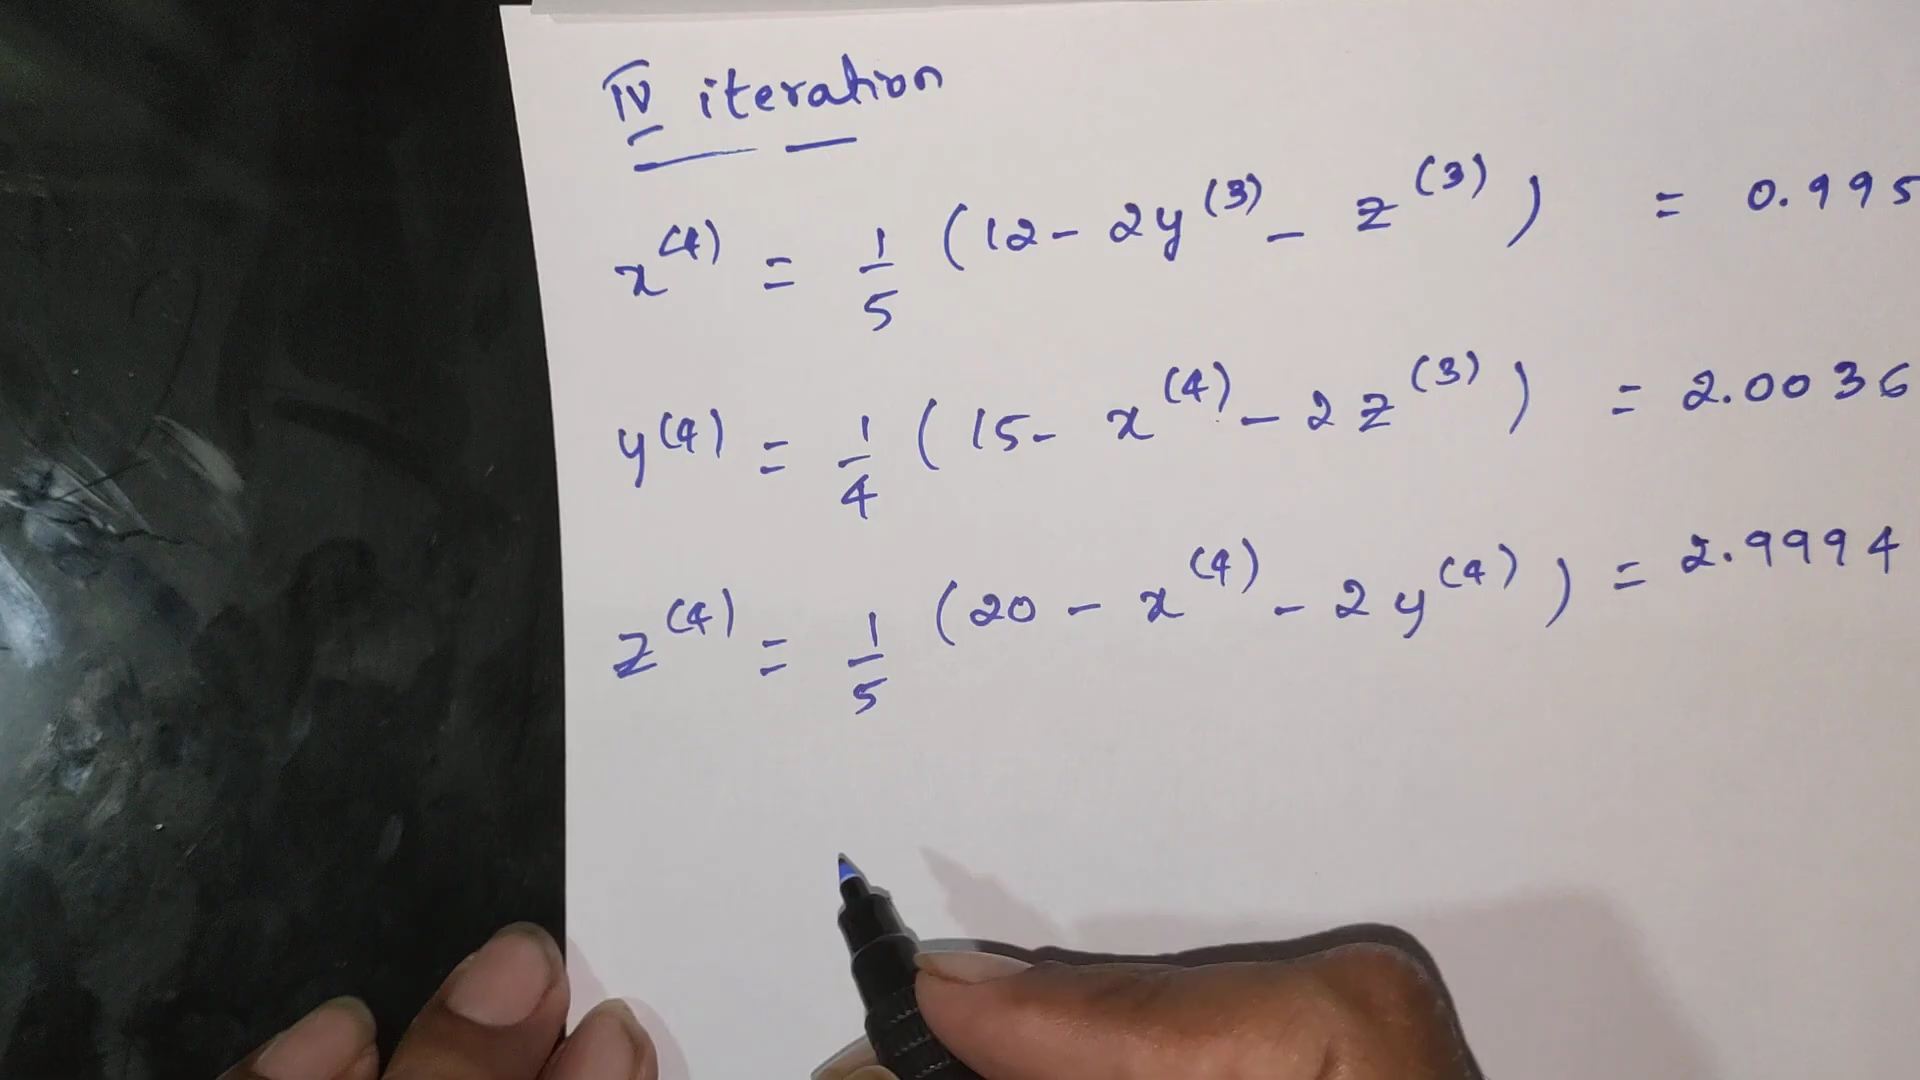 IV iteration
x⁽⁴⁾ = 1/5 (12 - 2y⁽³⁾ - z⁽³⁾) = 0.995
y⁽⁴⁾ = 1/4 (15 - x⁽⁴⁾ - 2z⁽³⁾) = 2.0036
z⁽⁴⁾ = 1/5 (20 - x⁽⁴⁾ - 2y⁽⁴⁾) = 2.9994